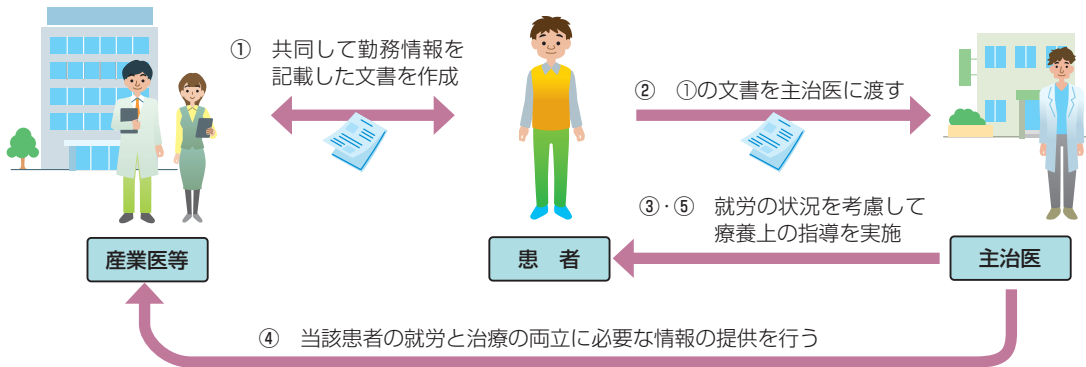 ① 共同して勤務情報を
記載した文書を作成
② ①の文書を主治医に渡す
③・⑤ 就労の状況を考慮して
療養上の指導を実施
産業医等
患 者
主治医
④ 当該患者の就労と治療の両立に必要な情報の提供を行う